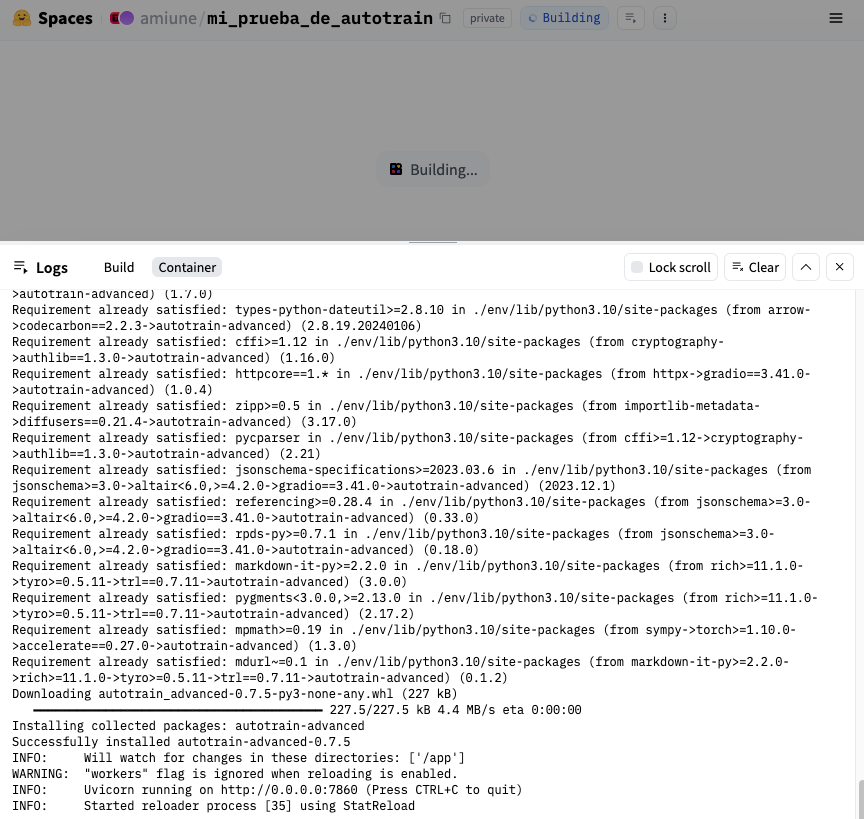 Spaces amiune/mi_prueba_de_autotrain private Building
Building...
Logs Build Container Lock scroll Clear
>autotrain-advanced) (1.7.0)
Requirement already satisfied: types-python-dateutil>=2.8.10 in ./env/lib/python3.10/site-packages (from arrow-
>codecarbon==2.2.3->autotrain-advanced) (2.8.19.20240106)
Requirement already satisfied: cffi>=1.12 in ./env/lib/python3.10/site-packages (from cryptography-
>authlib==1.3.0->autotrain-advanced) (1.16.0)
Requirement already satisfied: httpcore==1.* in ./env/lib/python3.10/site-packages (from httpx->gradio==3.41.0-
>autotrain-advanced) (1.0.4)
Requirement already satisfied: zipp>=0.5 in ./env/lib/python3.10/site-packages (from importlib-metadata-
>diffusers==0.21.4->autotrain-advanced) (3.17.0)
Requirement already satisfied: pycparser in ./env/lib/python3.10/site-packages (from cffi>=1.12->cryptography-
>authlib==1.3.0->autotrain-advanced) (2.21)
Requirement already satisfied: jsonschema-specifications>=2023.03.6 in ./env/lib/python3.10/site-packages (from
jsonschema>=3.0->altair<6.0,>=4.2.0->gradio==3.41.0->autotrain-advanced) (2023.12.1)
Requirement already satisfied: referencing>=0.28.4 in ./env/lib/python3.10/site-packages (from jsonschema>=3.0-
>altair<6.0,>=4.2.0->gradio==3.41.0->autotrain-advanced) (0.33.0)
Requirement already satisfied: rpds-py>=0.7.1 in ./env/lib/python3.10/site-packages (from jsonschema>=3.0-
>altair<6.0,>=4.2.0->gradio==3.41.0->autotrain-advanced) (0.18.0)
Requirement already satisfied: markdown-it-py>=2.2.0 in ./env/lib/python3.10/site-packages (from rich>=11.1.0-
>tyro>=0.5.11->trl==0.7.11->autotrain-advanced) (3.0.0)
Requirement already satisfied: pygments<3.0.0,>=2.13.0 in ./env/lib/python3.10/site-packages (from rich>=11.1.0-
>tyro>=0.5.11->trl==0.7.11->autotrain-advanced) (2.17.2)
Requirement already satisfied: mpmath>=0.19 in ./env/lib/python3.10/site-packages (from sympy->torch>=1.10.0-
>accelerate==0.27.0->autotrain-advanced) (1.3.0)
Requirement already satisfied: mdurl~=0.1 in ./env/lib/python3.10/site-packages (from markdown-it-py>=2.2.0-
>rich>=11.1.0->tyro>=0.5.11->trl==0.7.11->autotrain-advanced) (0.1.2)
Downloading autotrain_advanced-0.7.5-py3-none-any.whl (227 kB)
227.5/227.5 kB 4.4 MB/s eta 0:00:00
Installing collected packages: autotrain-advanced
Successfully installed autotrain-advanced-0.7.5
INFO:     Will watch for changes in these directories: ['/app']
WARNING:  "workers" flag is ignored when reloading is enabled.
INFO:     Uvicorn running on http://0.0.0.0:7860 (Press CTRL+C to quit)
INFO:     Started reloader process [35] using StatReload